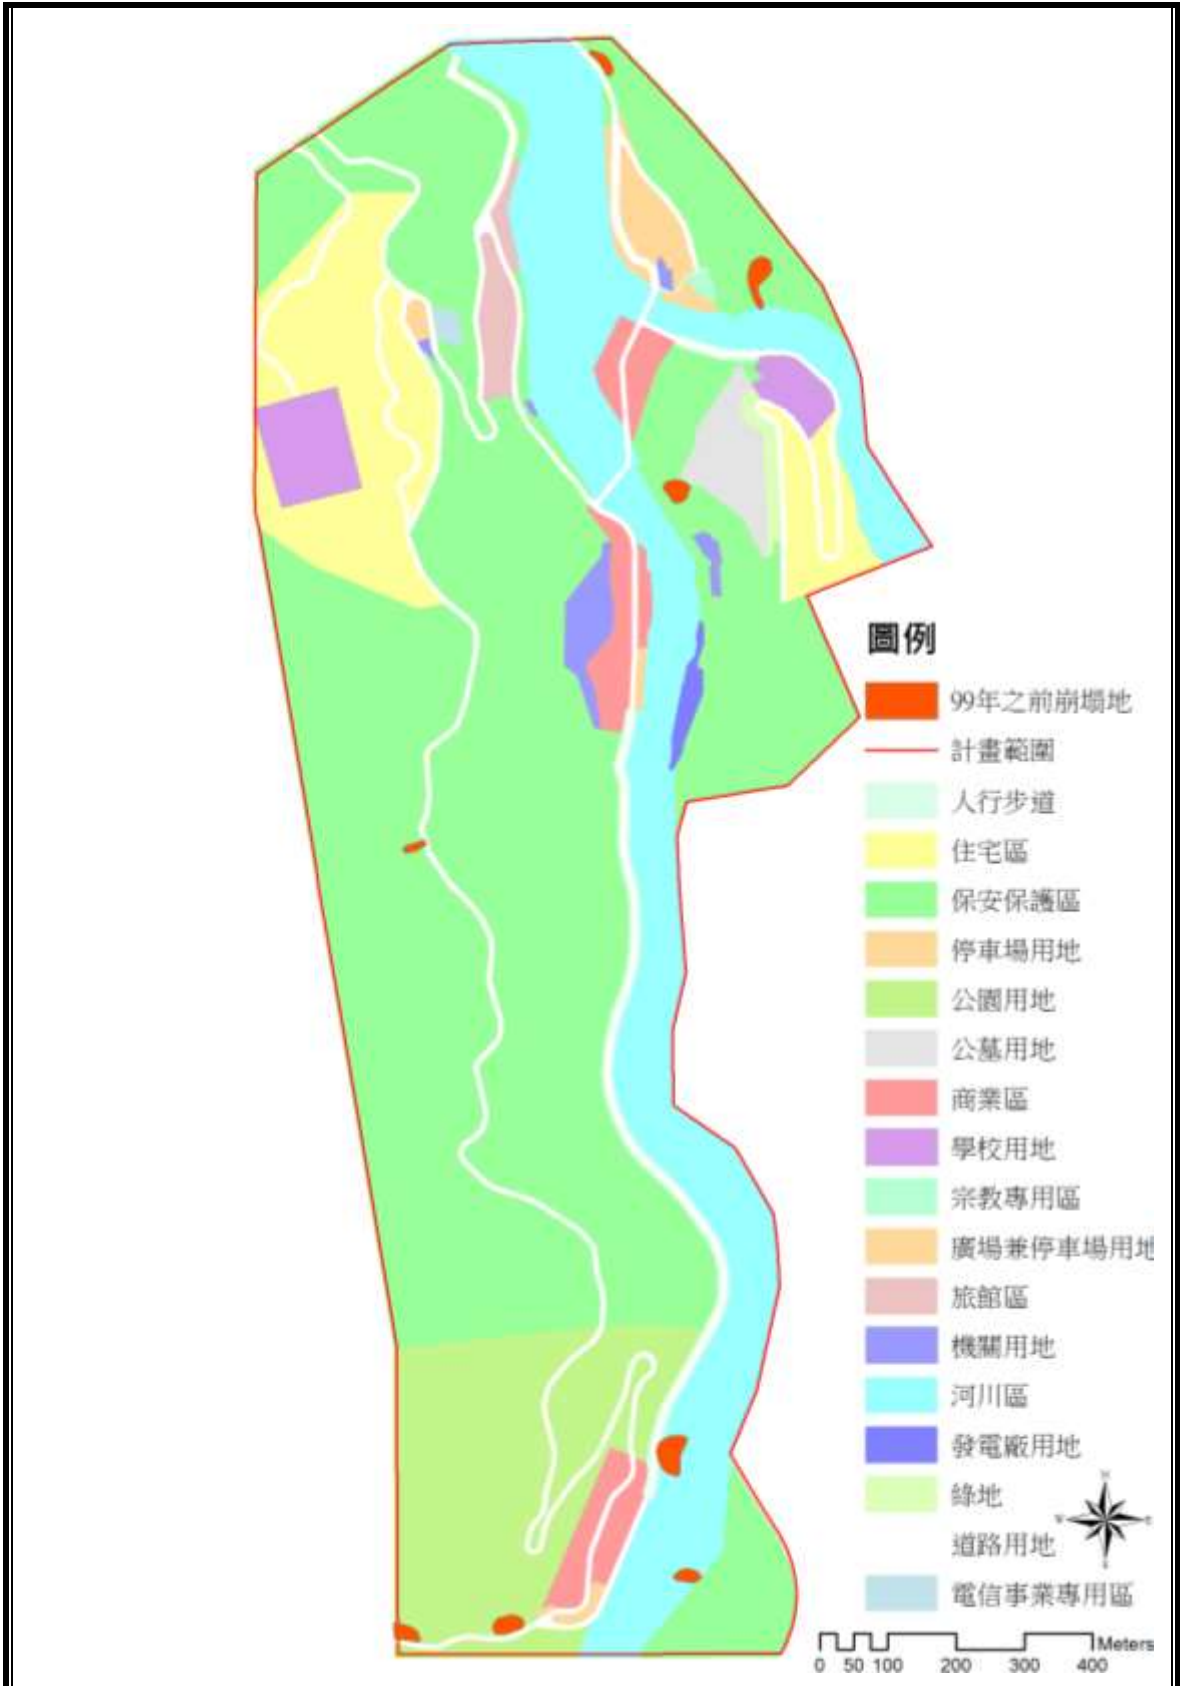 圖例
99年之前崩塌地
計畫範圍
人行步道
住宅區
保安保護區
停車場用地
公園用地
公墓用地
商業區
學校用地
宗教專用區
廣場兼停車場用地
旅館區
機關用地
河川區
發電廠用地
綠地
道路用地
電信事業專用區
N
W
E
S
Meters
0 50 100 200 300 400